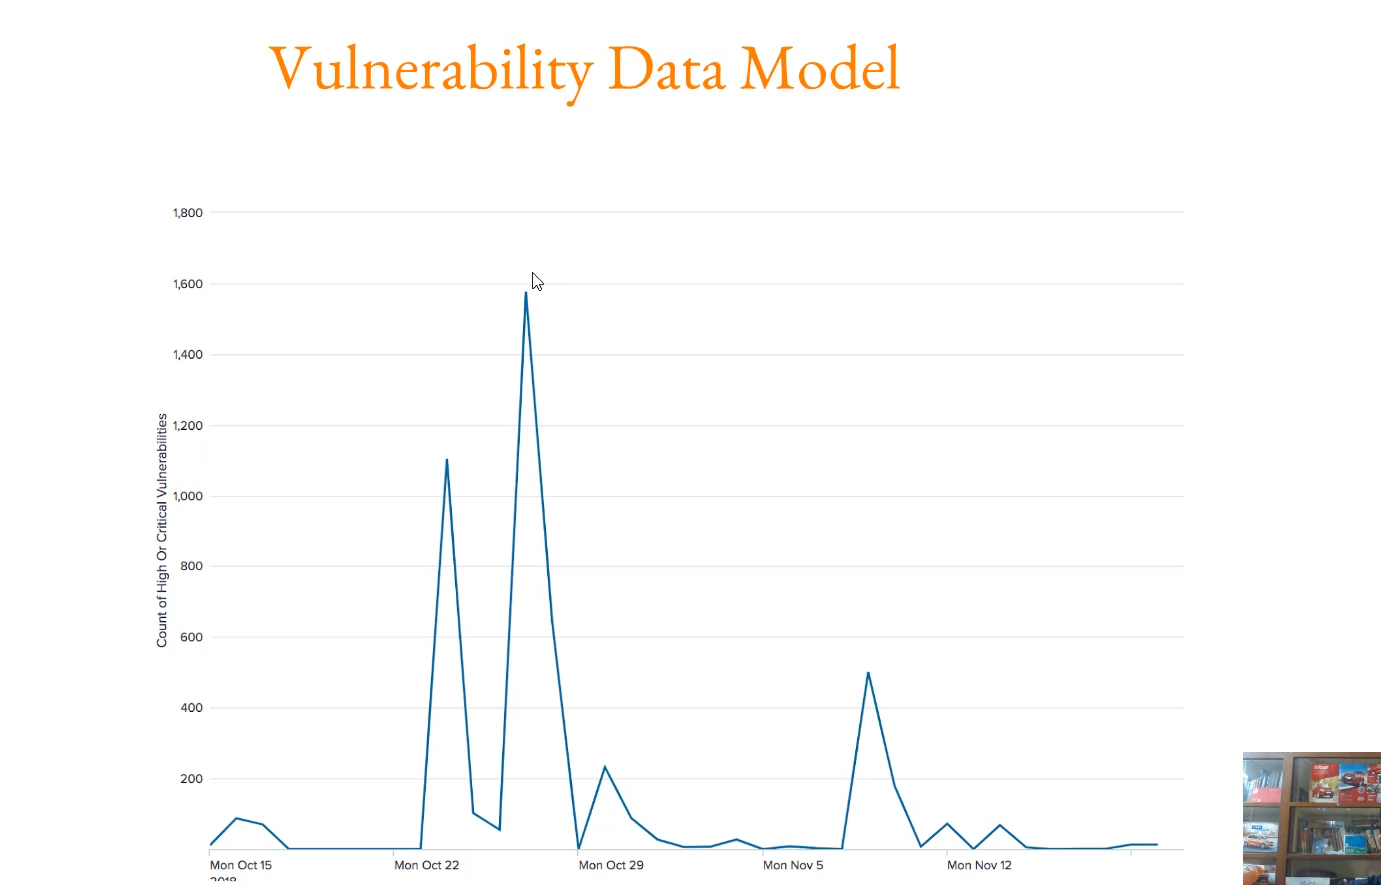 Vulnerability Data Model
1,800
1,600
1,400
1,200
1,000
800
600
400
200
Count of High Or Critical Vulnerabilities
Mon Oct 15
Mon Oct 22
Mon Oct 29
Mon Nov 5
Mon Nov 12
2018